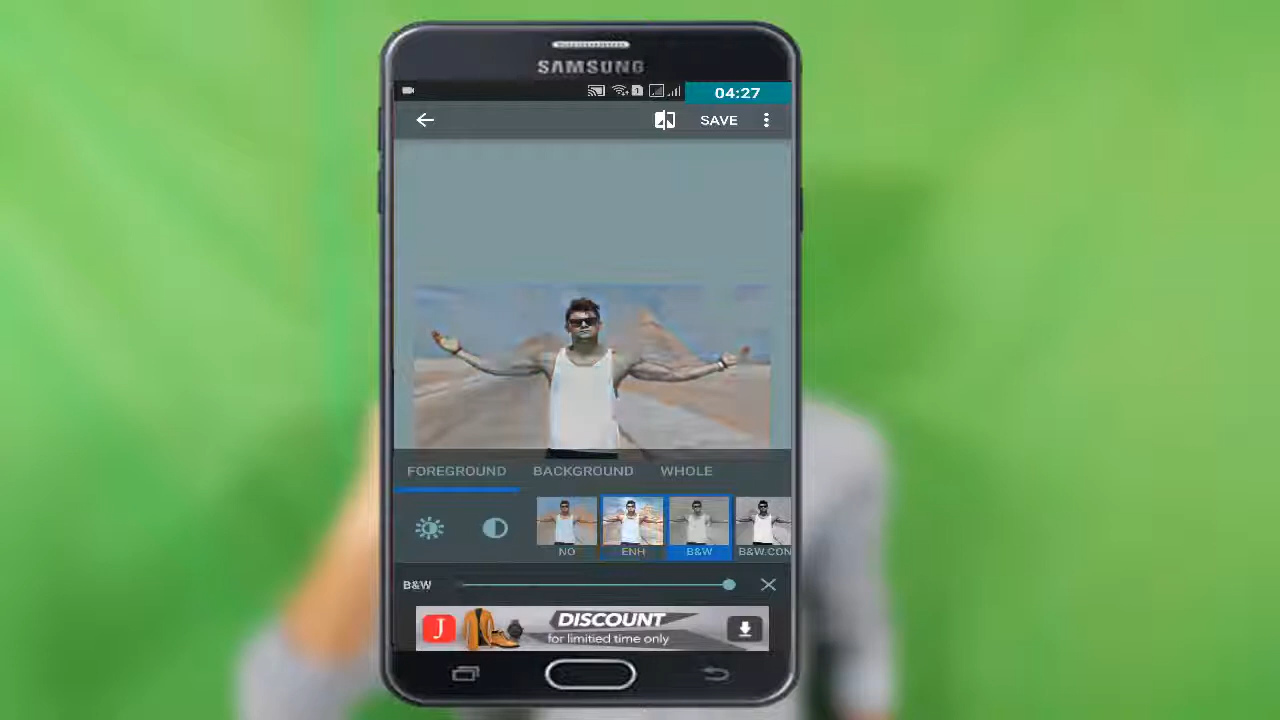 SAMSUNG
04:27
SAVE
FOREGROUND BACKGROUND WHOLE
NO ENH B&W B&W.CON
B&W
J DISCOUNT
for limitied time only